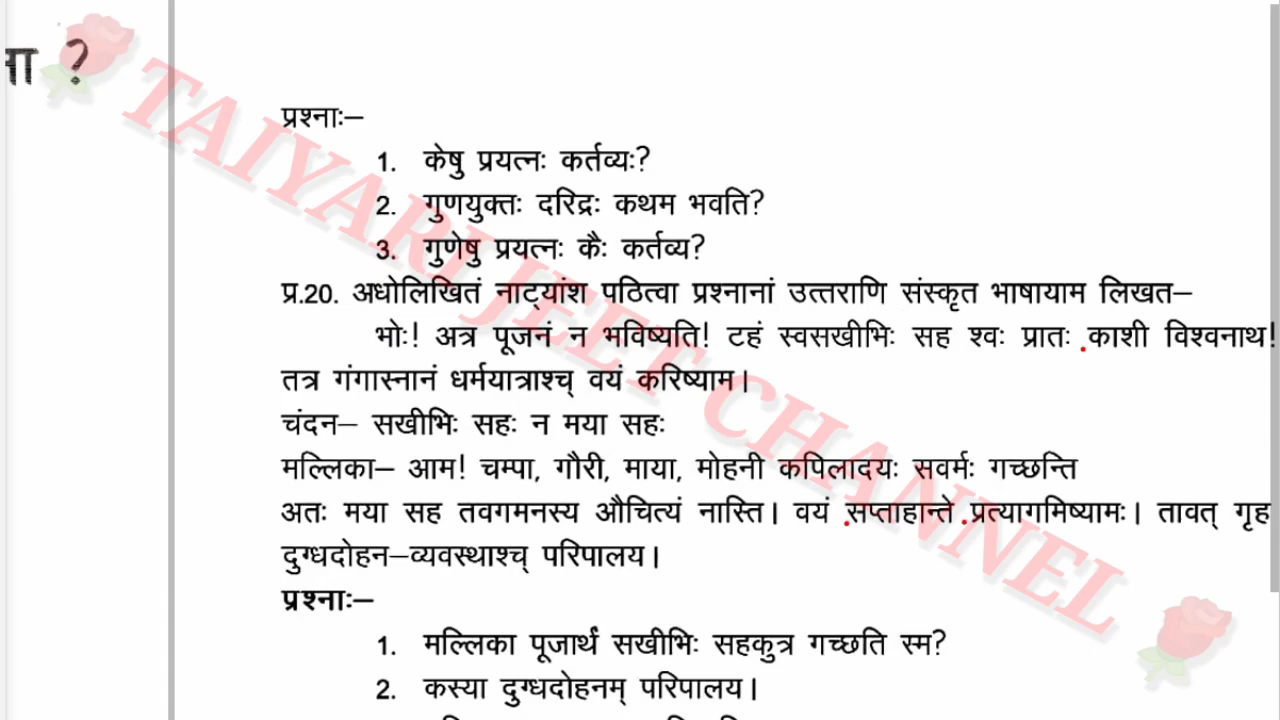 ना ?
प्रश्नाः–
1. केषु प्रयत्नः कर्तव्यः?
2. गुणयुक्तः दरिद्रः कथम भवति?
3. गुणेषु प्रयत्नः कैः कर्तव्य?
प्र.20. अधोलिखितं नाट्यांश पठित्वा प्रश्नानां उत्तराणि संस्कृत भाषायाम लिखत–
भोः! अत्र पूजनं न भविष्यति! टहं स्वसखीभिः सह श्वः प्रातः काशी विश्वनाथ!
तत्र गंगास्नानं धर्मयात्राश्च् वयं करिष्याम।
चंदन– सखीभिः सहः न मया सहः
मल्लिका– आम! चम्पा, गौरी, माया, मोहनी कपिलादयः सवर्मः गच्छन्ति
अतः मया सह तवगमनस्य औचित्यं नास्ति। वयं सप्ताहान्ते प्रत्यागमिष्यामः। तावत् गृह
दुग्धदोहन–व्यवस्थाश्च् परिपालय।
प्रश्नाः–
1. मल्लिका पूजार्थं सखीभिः सहकुत्र गच्छति स्म?
2. कस्या दुग्धदोहनम् परिपालय।
TAIYARI JEET CHANNEL